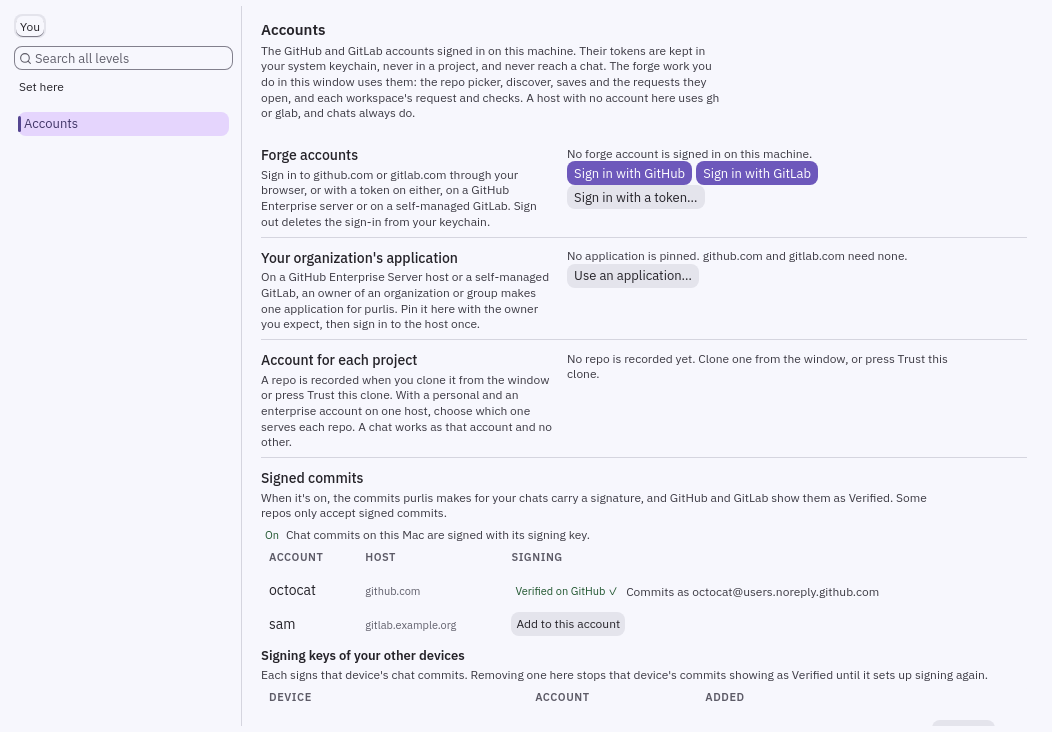 You
Search all levels
Set here
Accounts
Accounts
The GitHub and GitLab accounts signed in on this machine. Their tokens are kept in
your system keychain, never in a project, and never reach a chat. The forge work you
do in this window uses them: the repo picker, discover, saves and the requests they
open, and each workspace's request and checks. A host with no account here uses gh
or glab, and chats always do.
Forge accounts
Sign in to github.com or gitlab.com through your
browser, or with a token on either, on a GitHub
Enterprise server or on a self-managed GitLab. Sign
out deletes the sign-in from your keychain.
No forge account is signed in on this machine.
Sign in with GitHub
Sign in with GitLab
Sign in with a token…
Your organization's application
On a GitHub Enterprise Server host or a self-managed
GitLab, an owner of an organization or group makes
one application for purlis. Pin it here with the owner
you expect, then sign in to the host once.
No application is pinned. github.com and gitlab.com need none.
Use an application…
Account for each project
A repo is recorded when you clone it from the window
or press Trust this clone. With a personal and an
enterprise account on one host, choose which one
serves each repo. A chat works as that account and no
other.
No repo is recorded yet. Clone one from the window, or press Trust this
clone.
Signed commits
When it's on, the commits purlis makes for your chats carry a signature, and GitHub and GitLab show them as Verified. Some
repos only accept signed commits.
On Chat commits on this Mac are signed with its signing key.
ACCOUNT HOST SIGNING
octocat github.com Verified on GitHub ✓ Commits as octocat@users.noreply.github.com
sam gitlab.example.org Add to this account
Signing keys of your other devices
Each signs that device's chat commits. Removing one here stops that device's commits showing as Verified until it sets up signing again.
DEVICE ACCOUNT ADDED